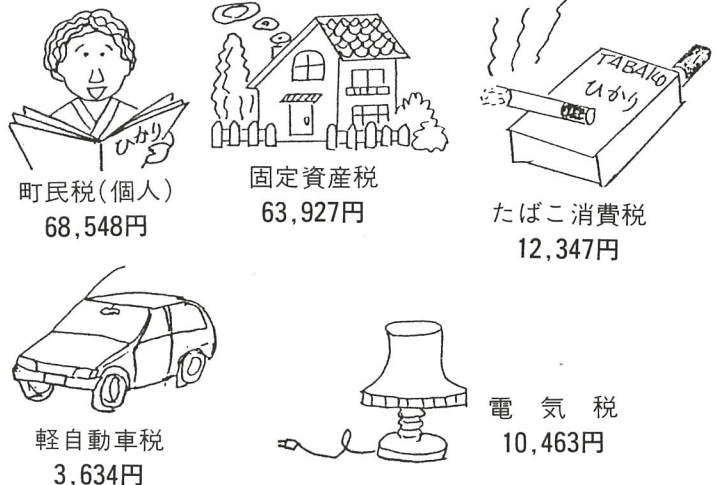 ひかり
町民税(個人)
68,548円
固定資産税
63,927円
TABAKO
ひかり
たばこ消費税
12,347円
軽自動車税
3,634円
電気税
10,463円